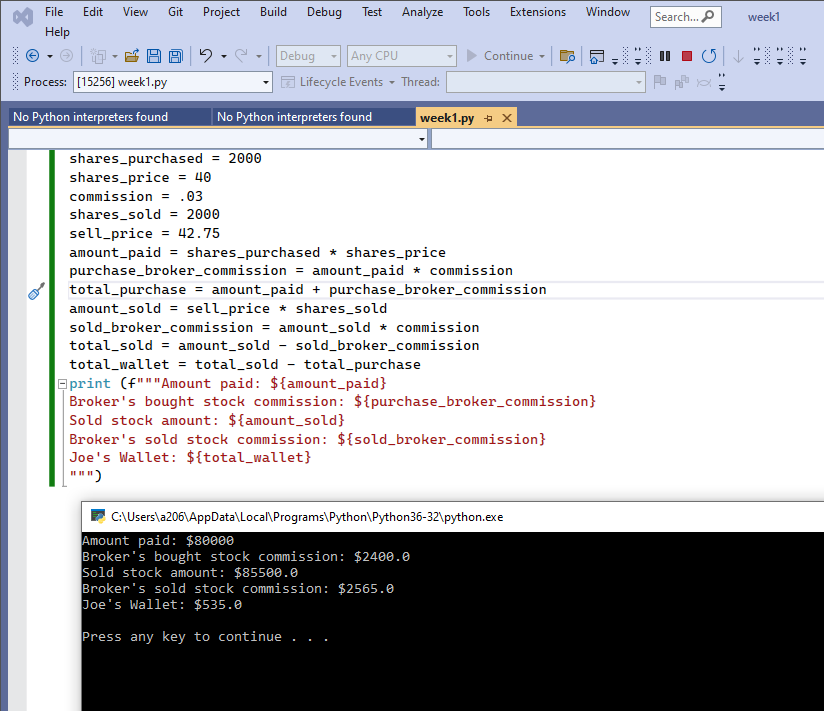 File Edit View Git Project Build Debug Test Analyze Tools Extensions Window Search... week1
Help
Debug Any CPU Continue
Process: [15256] week1.py Lifecycle Events Thread:
No Python interpreters found No Python interpreters found week1.py
shares_purchased = 2000
shares_price = 40
commission = .03
shares_sold = 2000
sell_price = 42.75
amount_paid = shares_purchased * shares_price
purchase_broker_commission = amount_paid * commission
total_purchase = amount_paid + purchase_broker_commission
amount_sold = sell_price * shares_sold
sold_broker_commission = amount_sold * commission
total_sold = amount_sold - sold_broker_commission
total_wallet = total_sold - total_purchase
print (f"""Amount paid: ${amount_paid}
Broker's bought stock commission: ${purchase_broker_commission}
Sold stock amount: ${amount_sold}
Broker's sold stock commission: ${sold_broker_commission}
Joe's Wallet: ${total_wallet}
""")
C:\Users\a206\AppData\Local\Programs\Python\Python36-32\python.exe
Amount paid: $80000
Broker's bought stock commission: $2400.0
Sold stock amount: $85500.0
Broker's sold stock commission: $2565.0
Joe's Wallet: $535.0
Press any key to continue . . .